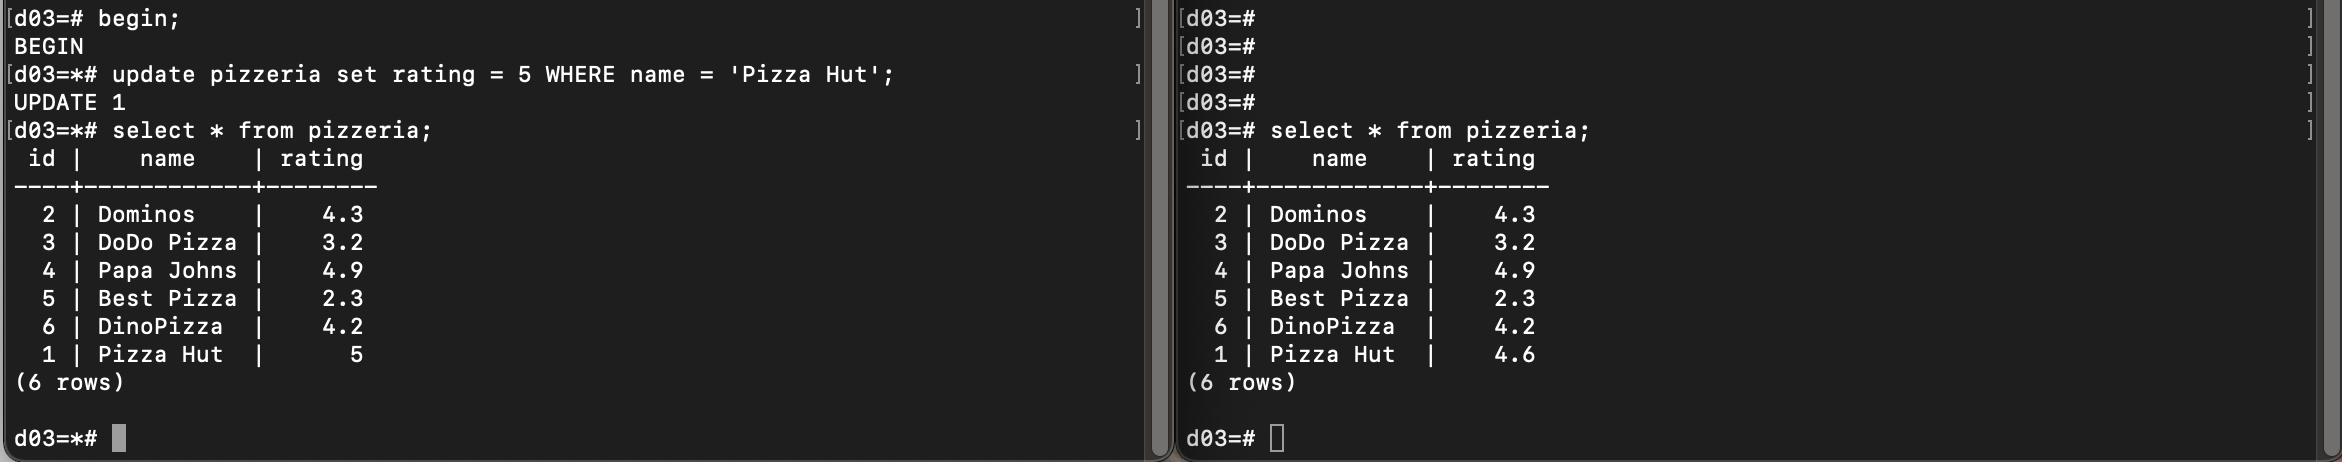 [d03=# begin; ]
BEGIN
[d03=*# update pizzeria set rating = 5 WHERE name = 'Pizza Hut'; ]
UPDATE 1
[d03=*# select * from pizzeria; ]
 id |    name     | rating
----+-------------+--------
  2 | Dominos     |    4.3
  3 | DoDo Pizza  |    3.2
  4 | Papa Johns  |    4.9
  5 | Best Pizza  |    2.3
  6 | DinoPizza   |    4.2
  1 | Pizza Hut   |      5
(6 rows)
d03=*#
[d03=# ]
[d03=# ]
[d03=# ]
[d03=# ]
[d03=# select * from pizzeria; ]
 id |    name     | rating
----+-------------+--------
  2 | Dominos     |    4.3
  3 | DoDo Pizza  |    3.2
  4 | Papa Johns  |    4.9
  5 | Best Pizza  |    2.3
  6 | DinoPizza   |    4.2
  1 | Pizza Hut   |    4.6
(6 rows)
d03=#